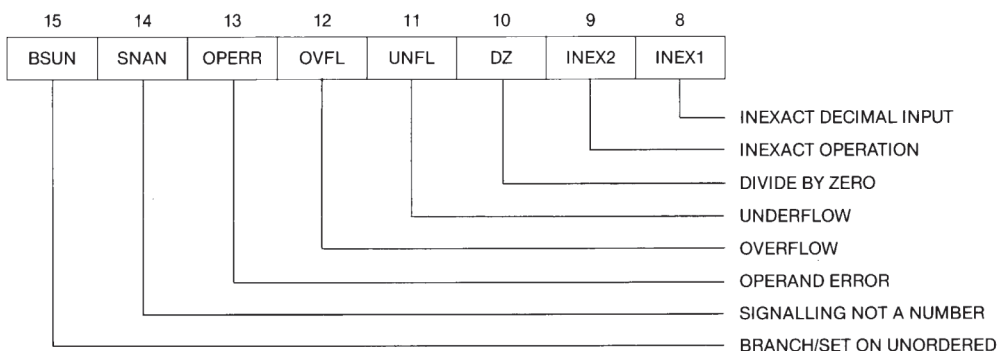 15 14 13 12 11 10 9 8
BSUN SNAN OPERR OVFL UNFL DZ INEX2 INEX1
INEXACT DECIMAL INPUT
INEXACT OPERATION
DIVIDE BY ZERO
UNDERFLOW
OVERFLOW
OPERAND ERROR
SIGNALLING NOT A NUMBER
BRANCH/SET ON UNORDERED